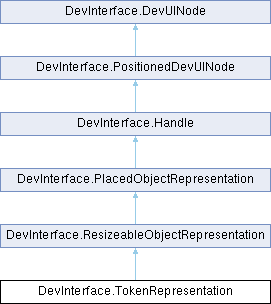 DevInterface.DevUINode
DevInterface.PositionedDevUINode
DevInterface.Handle
DevInterface.PlacedObjectRepresentation
DevInterface.ResizeableObjectRepresentation
DevInterface.TokenRepresentation